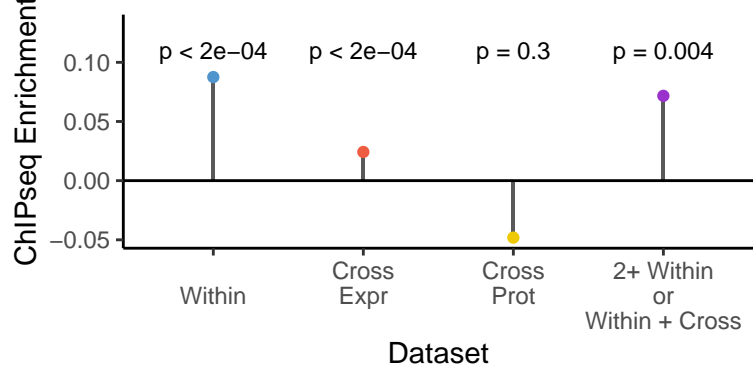 ChIPseq Enrichment
p < 2e−04 p < 2e−04 p = 0.3 p = 0.004
0.10
0.05
0.00
−0.05
Within
Cross
Expr
Cross
Prot
2+ Within
or
Within + Cross
Dataset